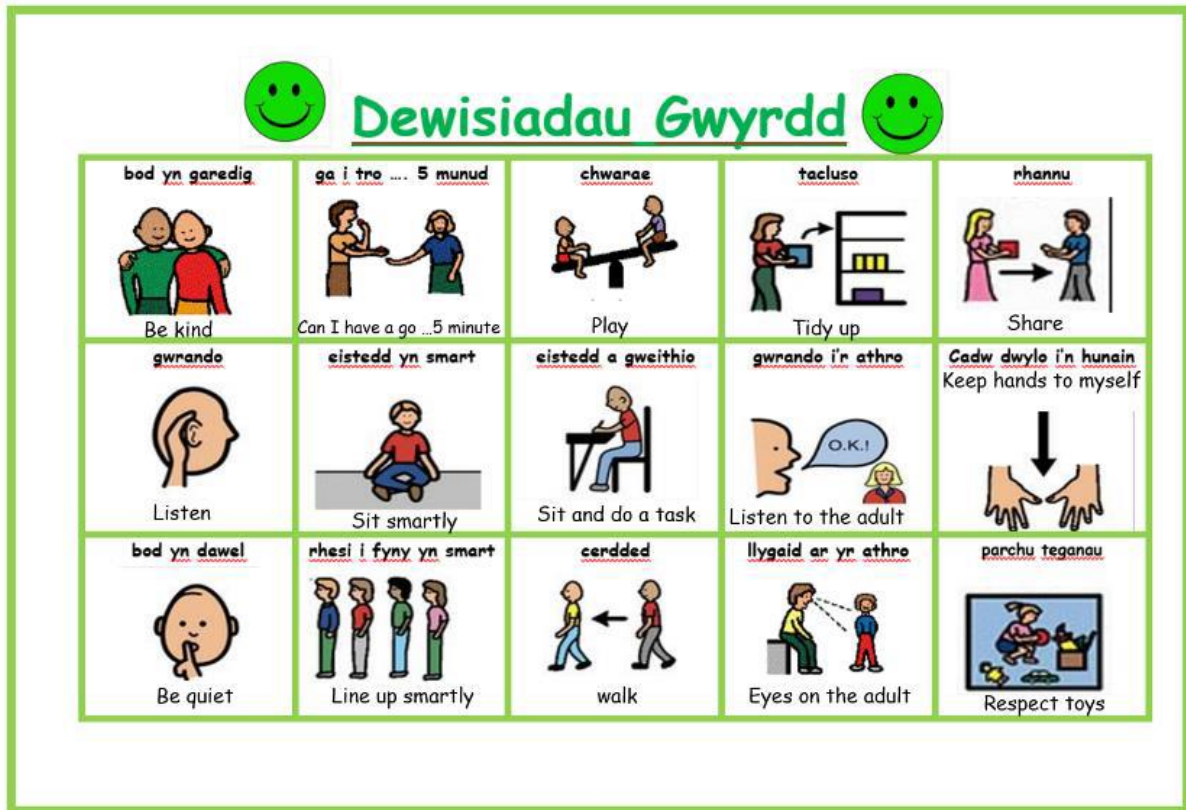 Dewisiadau Gwyrdd
bod yn garedig
Be kind
ga i tro .... 5 munud
Can I have a go ...5 minute
chwarae
Play
tacluso
Tidy up
rhannu
Share
gwrando
Listen
eistedd yn smart
Sit smartly
eistedd a gweithio
Sit and do a task
gwrando i'r athro
O.K.!
Listen to the adult
Cadw dwylo i'n hunain
Keep hands to myself
bod yn dawel
Be quiet
rhesi i fyny yn smart
Line up smartly
cerdded
walk
llygaid ar yr athro
Eyes on the adult
parchu teganau
Respect toys